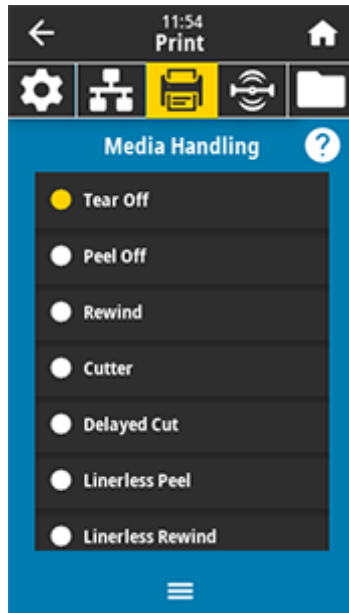 11:54
Print
Media Handling
?
Tear Off
Peel Off
Rewind
Cutter
Delayed Cut
Linerless Peel
Linerless Rewind